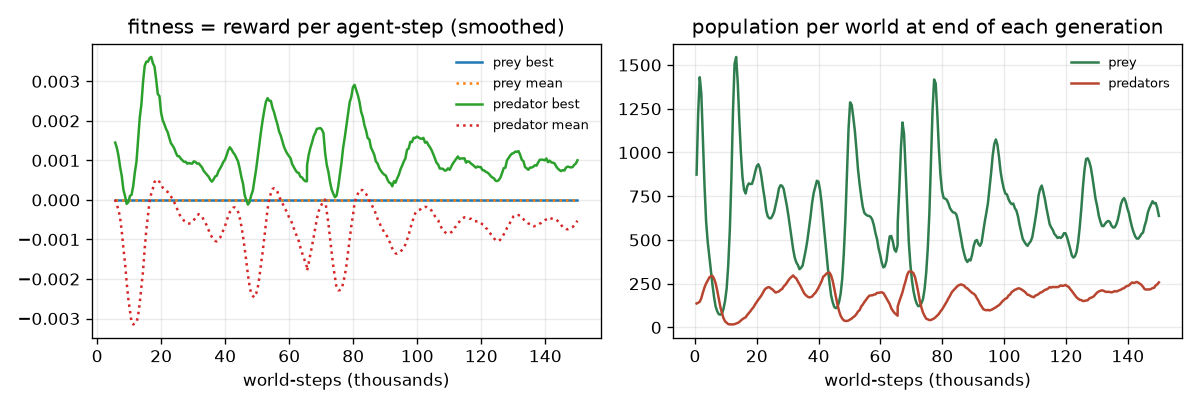 fitness = reward per agent-step (smoothed)
prey best
prey mean
predator best
predator mean
0.003
0.002
0.001
0.000
−0.001
−0.002
−0.003
0 20 40 60 80 100 120 140
world-steps (thousands)
population per world at end of each generation
prey
predators
1500
1250
1000
750
500
250
0
0 20 40 60 80 100 120 140
world-steps (thousands)